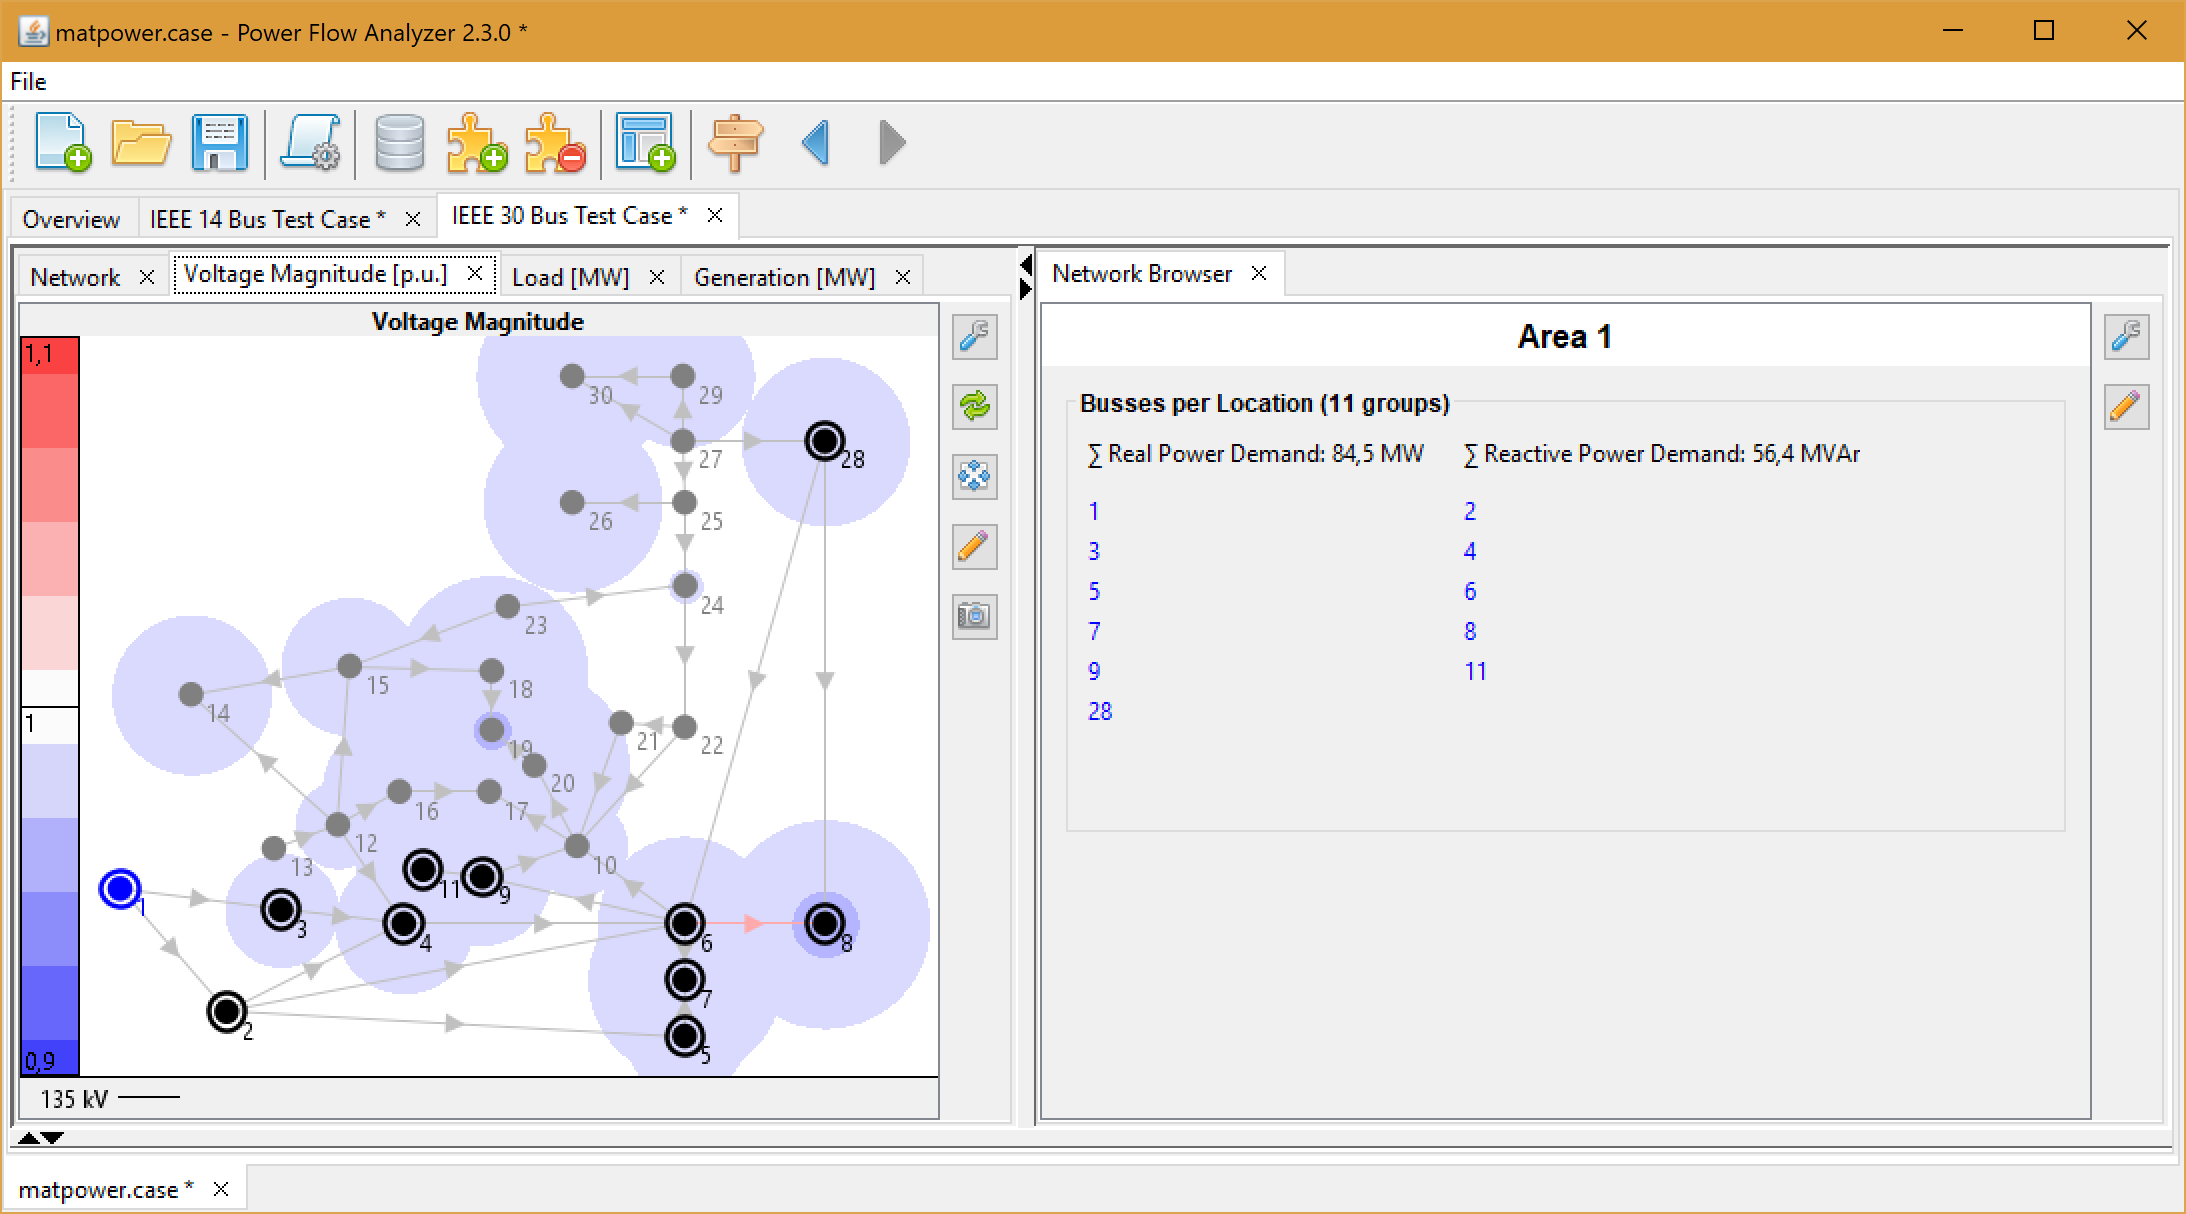 matpower.case - Power Flow Analyzer 2.3.0 *
File
Overview
IEEE 14 Bus Test Case *
IEEE 30 Bus Test Case *
Network
Voltage Magnitude [p.u.]
Load [MW]
Generation [MW]
Voltage Magnitude
1,1
1
0,9
30
29
27
28
26
25
24
23
15
18
14
19
21
22
20
16
17
12
13
10
11
9
1
3
4
6
8
7
2
5
135 kV
Network Browser
Area 1
Busses per Location (11 groups)
∑ Real Power Demand: 84,5 MW
∑ Reactive Power Demand: 56,4 MVAr
1
2
3
4
5
6
7
8
9
11
28
matpower.case *